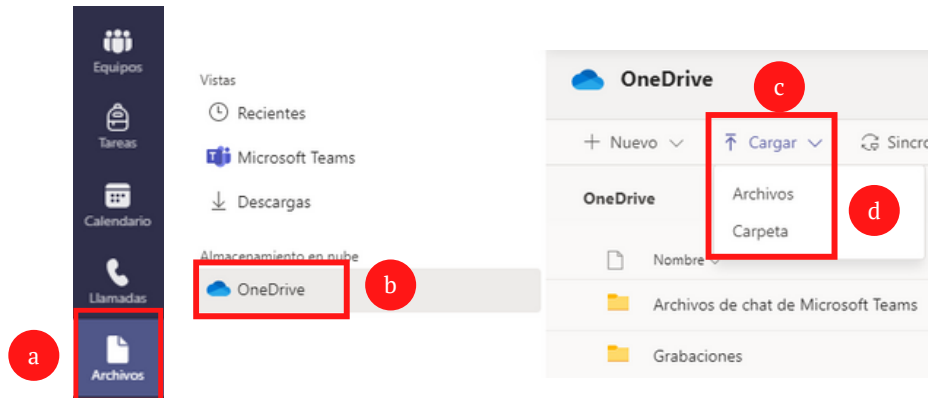 Equipos
Tareas
Calendario
Llamadas
Archivos
a
Vistas
Recientes
Microsoft Teams
Descargas
Almacenamiento en nube
OneDrive
b
OneDrive
c
Nuevo
Cargar
OneDrive
Archivos
Carpeta
d
Nombre
Archivos de chat de Microsoft Teams
Grabaciones